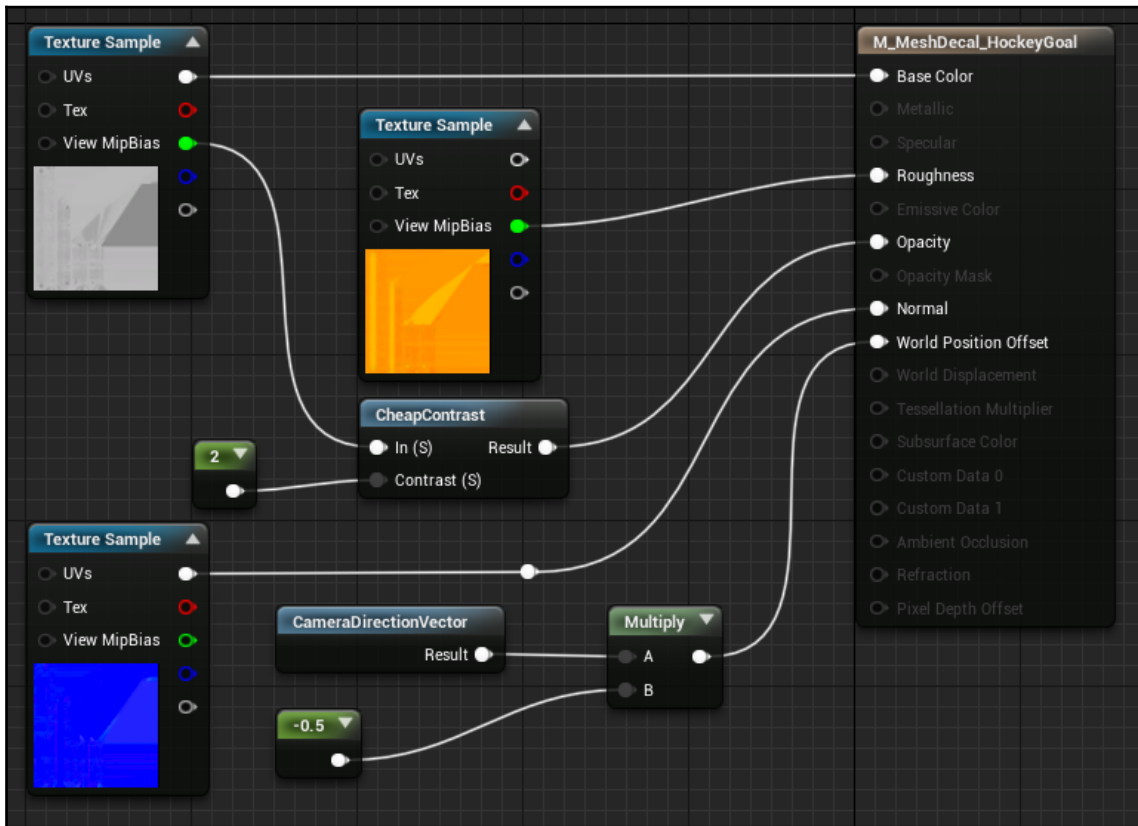 Texture Sample
UVs
Tex
View MipBias
Texture Sample
UVs
Tex
View MipBias
CheapContrast
In (S) Result
Contrast (S)
2
Texture Sample
UVs
Tex
View MipBias
CameraDirectionVector
Result
-0.5
Multiply
A
B
M_MeshDecal_HockeyGoal
Base Color
Metallic
Specular
Roughness
Emissive Color
Opacity
Opacity Mask
Normal
World Position Offset
World Displacement
Tessellation Multiplier
Subsurface Color
Custom Data 0
Custom Data 1
Ambient Occlusion
Refraction
Pixel Depth Offset